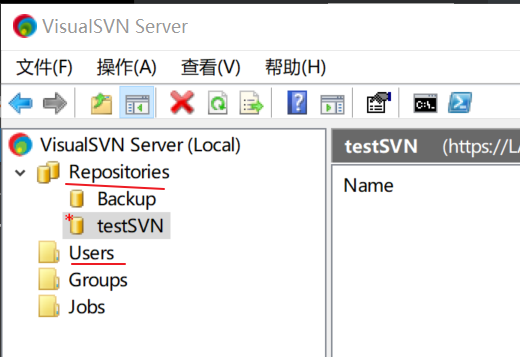 VisualSVN Server
文件(F) 操作(A) 查看(V) 帮助(H)
VisualSVN Server (Local)
Repositories
Backup
testSVN
Users
Groups
Jobs
testSVN (https://LA
Name